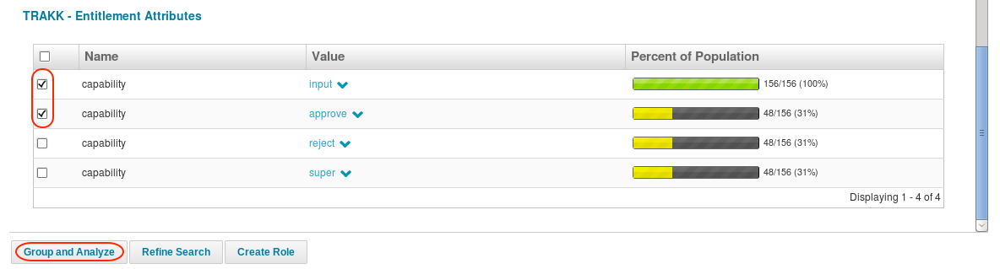 TRAKK - Entitlement Attributes
Name Value Percent of Population
capability input 156/156 (100%)
capability approve 48/156 (31%)
capability reject 48/156 (31%)
capability super 48/156 (31%)
Displaying 1 - 4 of 4
Group and Analyze Refine Search Create Role